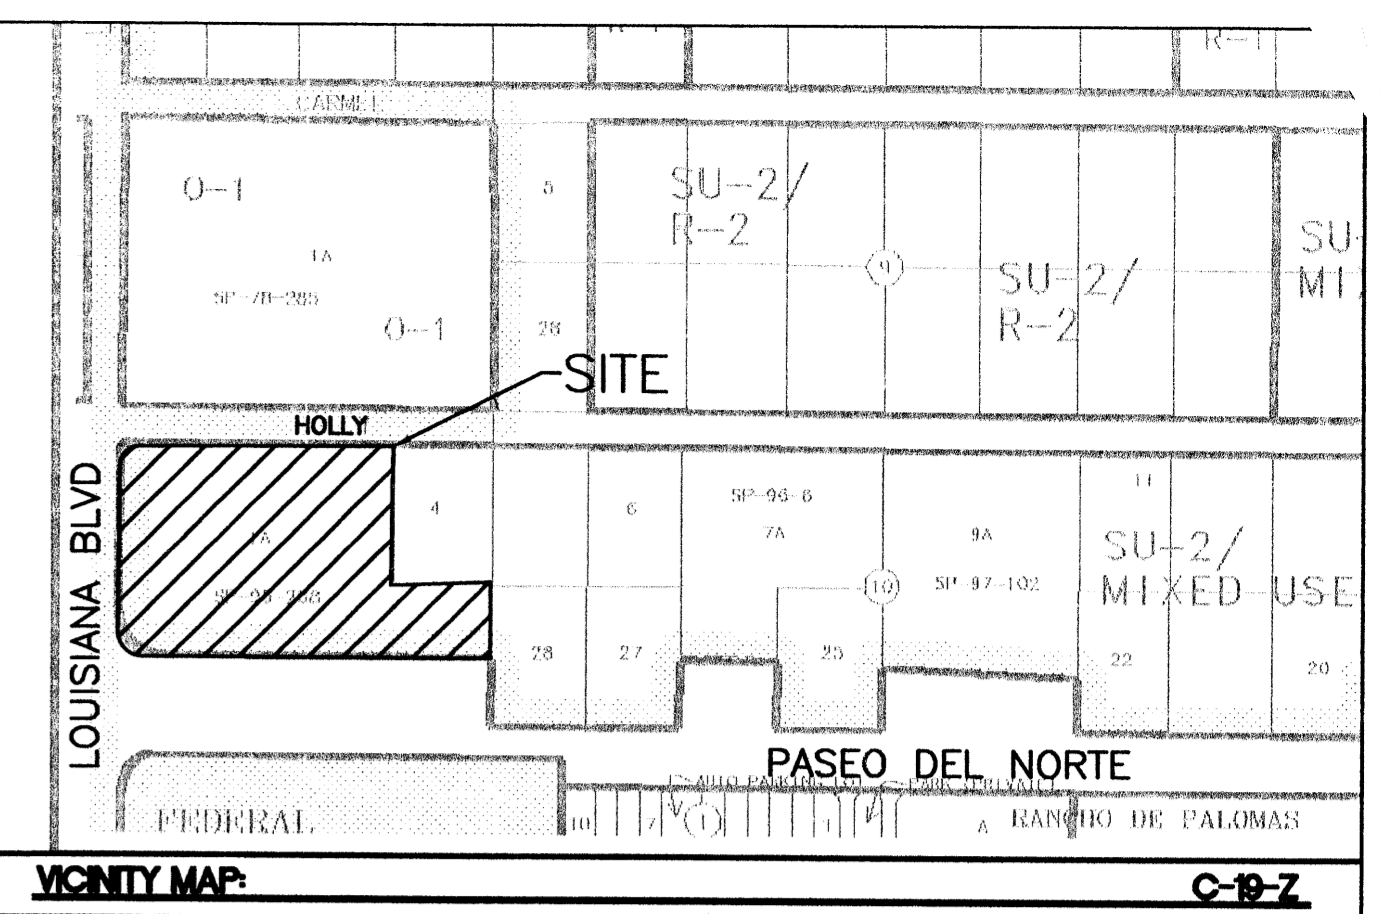 R-1
CARMEL
O-1
5
SU-2/
R-2
1A
SP-78-285
9
SU-2/
R-2
SU-
O-1
28
SITE
HOLLY
LOUISIANA BLVD
1A
4
6
SP-96-6
7A
9A
11
SU-2/
MIXED USE
10
SP-97-102
28
27
25
22
20
PASEO DEL NORTE
FEDERAL
10
7
1
A
RANCHO DE PALOMAS
VICINITY MAP:
C-19-Z